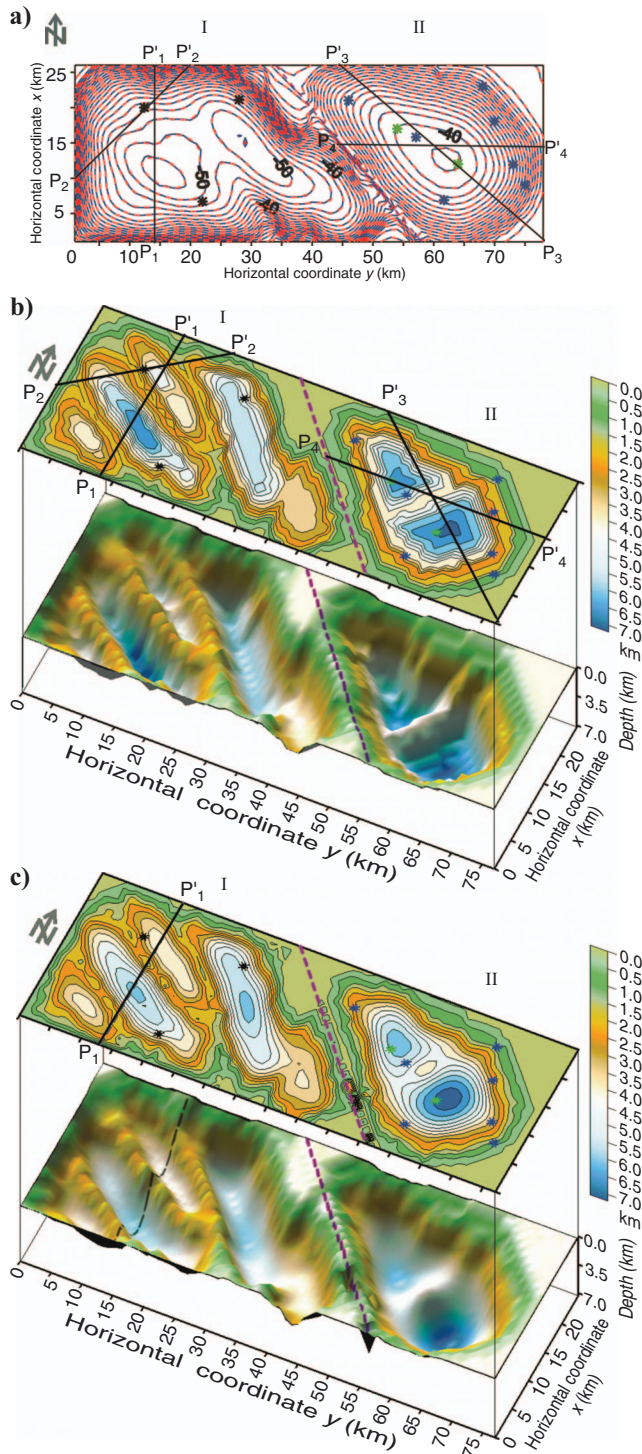 a) N I II
P'1 P'2 P'3
25
20
15
10
5
Horizontal coordinate x (km)
P2 P4 P'4
-50 -50 -40 -40 -40
0 10 20 30 40 50 60 70
P1 P3
Horizontal coordinate y (km)
b) N I II
P'1 P'2 P'3
P2 P4 P'4
P1 P3
0.0
0.5
1.0
1.5
2.0
2.5
3.0
3.5
4.0
4.5
5.0
5.5
6.0
6.5
7.0
km
0.0
3.5
7.0
Depth (km)
0 5 10 15 20 25 30 35 40 45 50 55 60 65 70 75
Horizontal coordinate y (km)
0 5 10 15 20
Horizontal coordinate
x (km)
c) N I II
P'1
P1
0.0
0.5
1.0
1.5
2.0
2.5
3.0
3.5
4.0
4.5
5.0
5.5
6.0
6.5
7.0
km
0.0
3.5
7.0
Depth (km)
0 5 10 15 20 25 30 35 40 45 50 55 60 65 70 75
Horizontal coordinate y (km)
0 5 10 15 20
Horizontal coordinate
x (km)